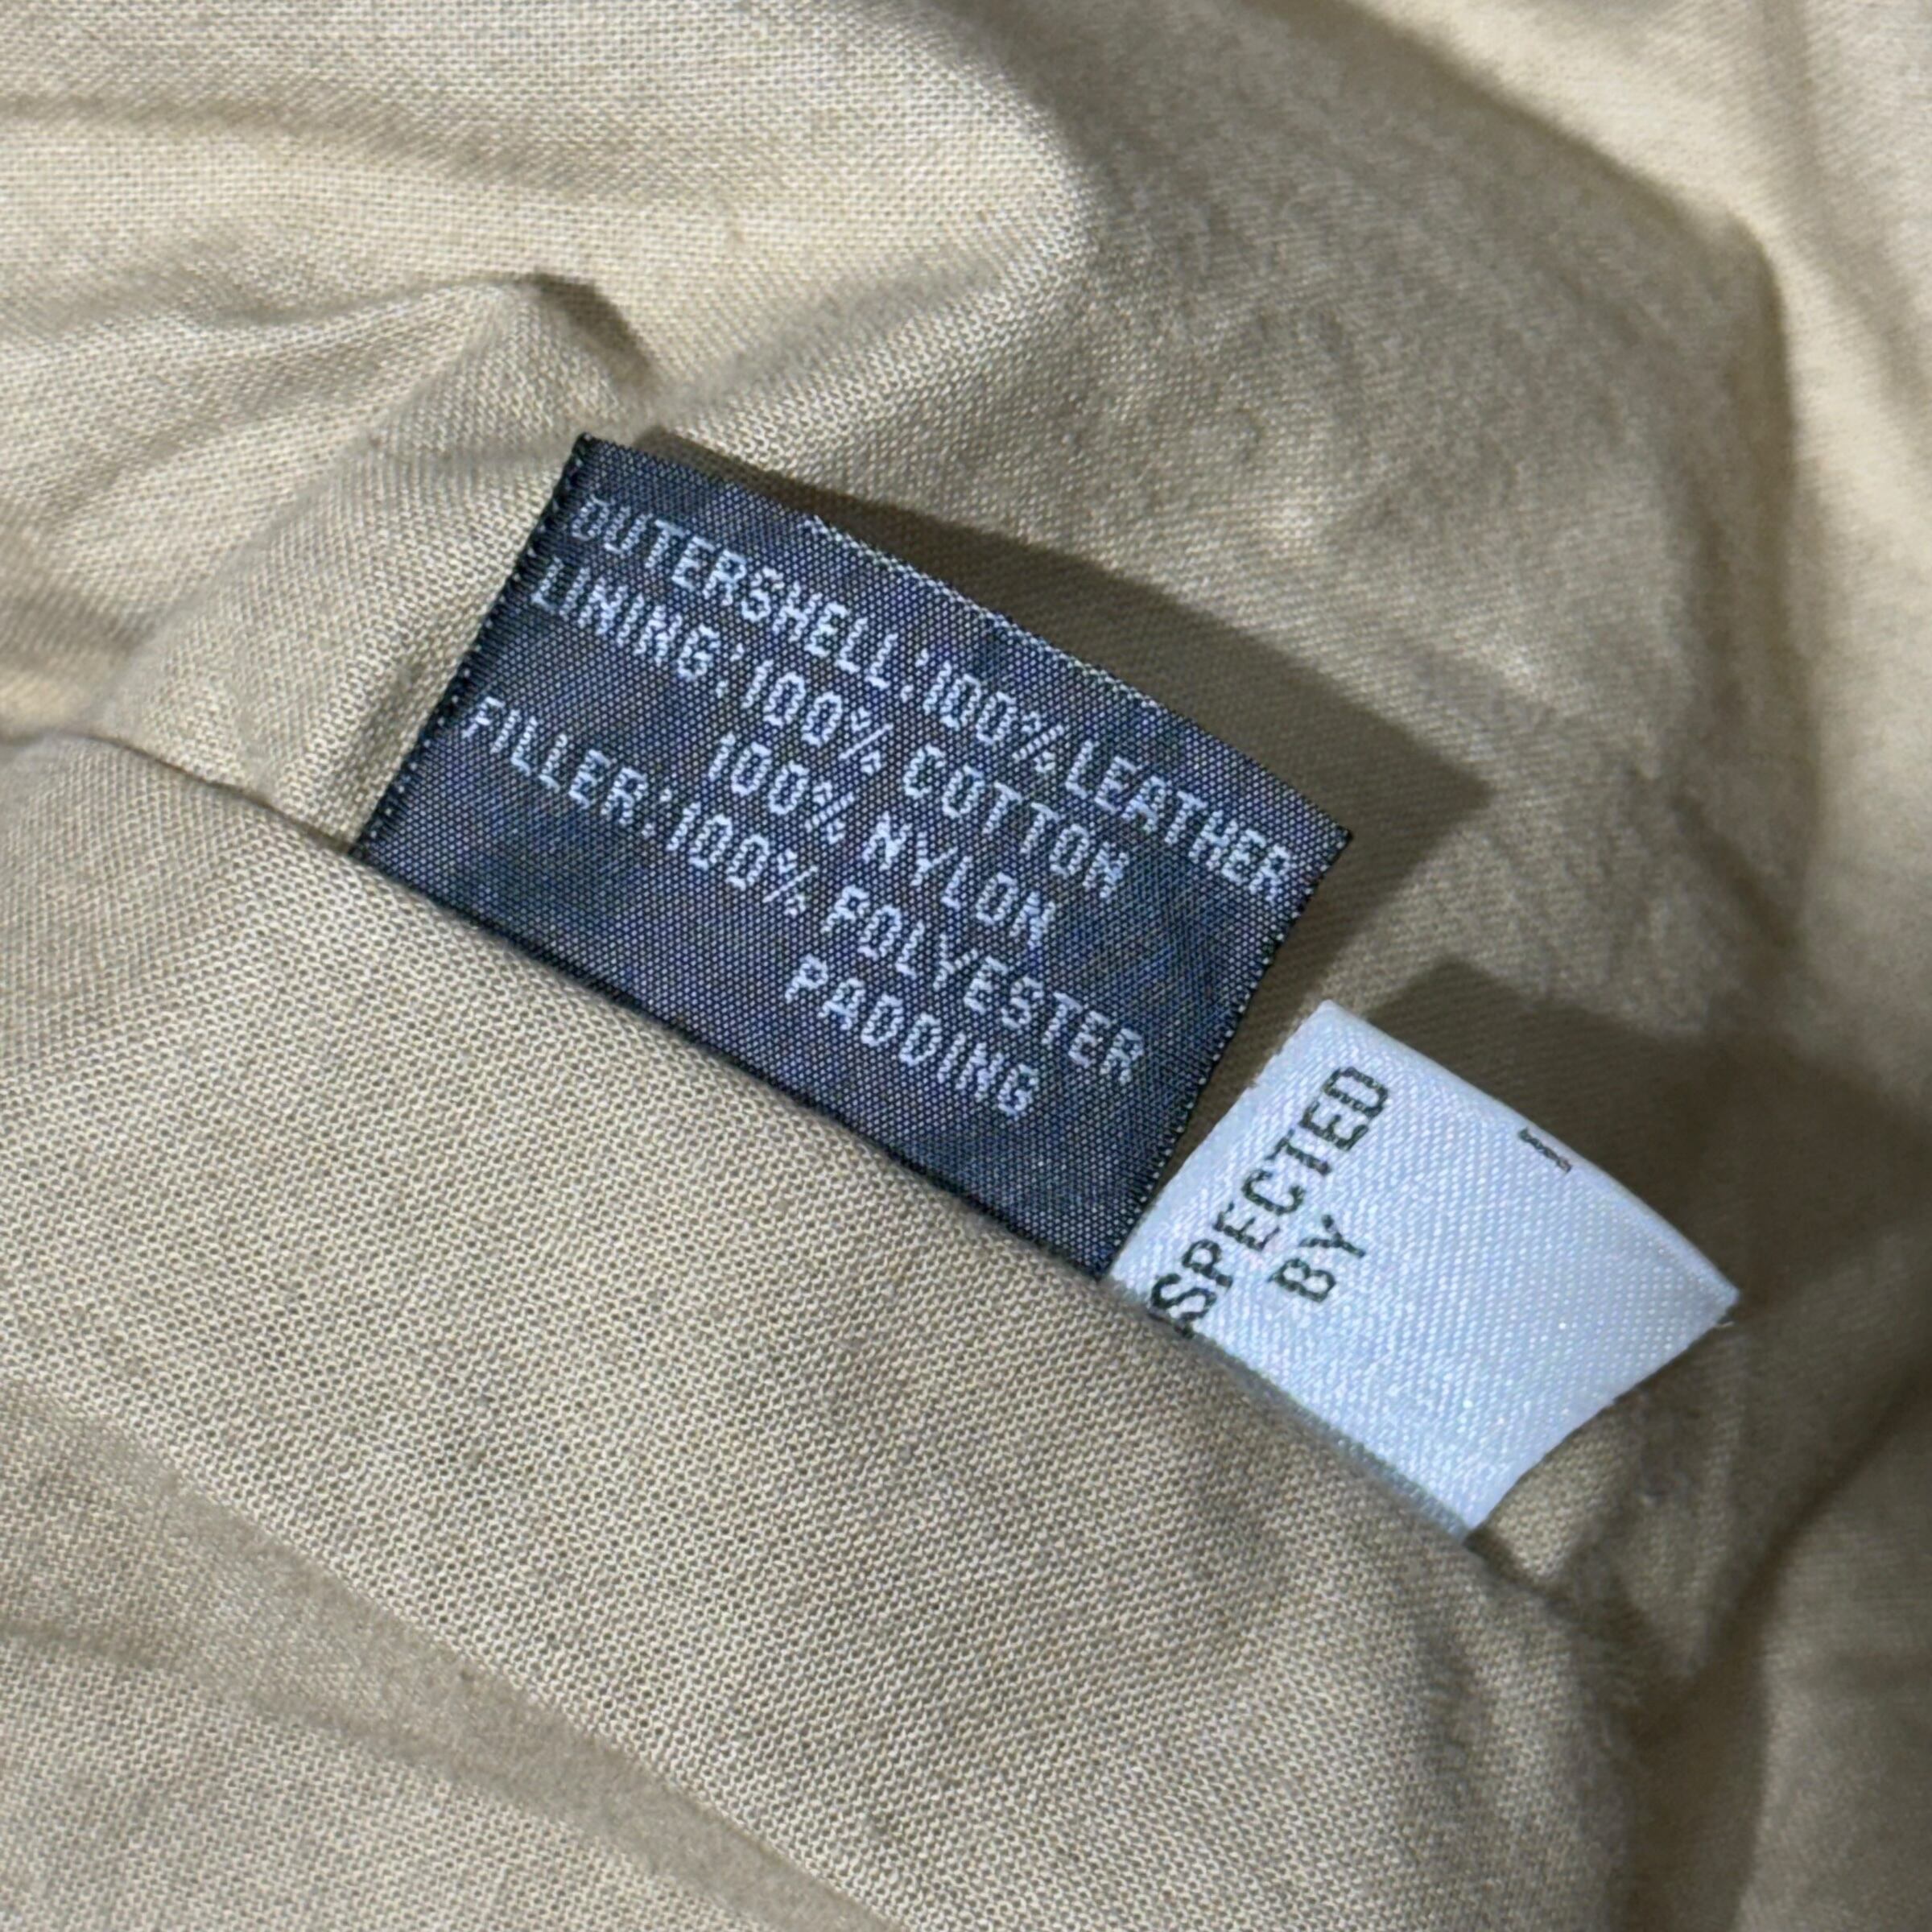 OUTERSHELL:100%LEATHER
LINING:100% COTTON
100% NYLON
FILLER:100% POLYESTER
PADDING
SPECTED
BY